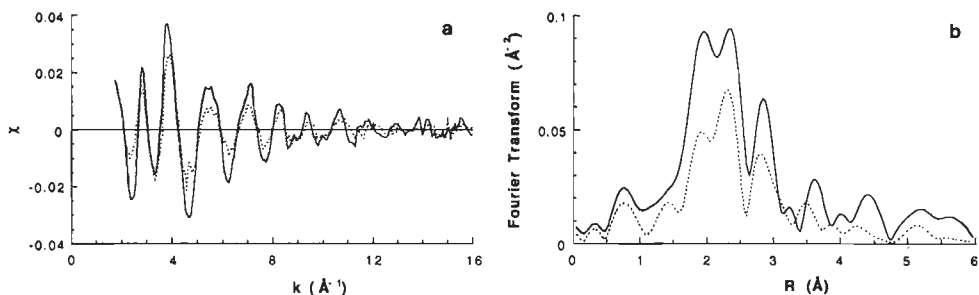 a
0.04
0.02
0
-0.02
-0.04
χ
0 4 8 12 16
k (Å⁻¹)
b
0.1
0.05
0
Fourier Transform (Å⁻²)
0 1 2 3 4 5 6
R (Å)